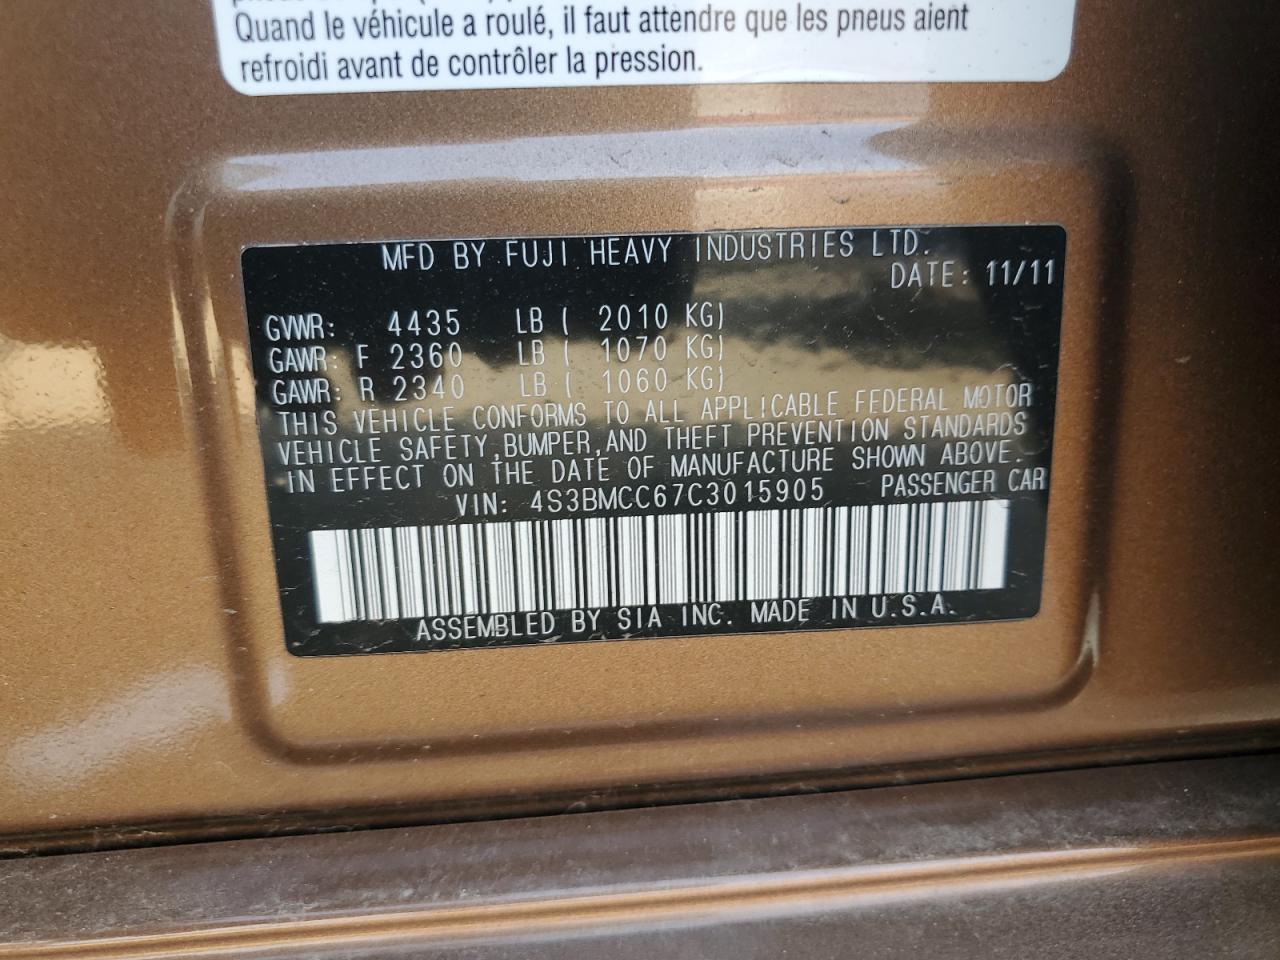 Quand le véhicule a roulé, il faut attendre que les pneus aient
refroidi avant de contrôler la pression.
MFD BY FUJI HEAVY INDUSTRIES LTD.
DATE: 11/11
GVWR: 4435 LB ( 2010 KG)
GAWR: F 2360 LB ( 1070 KG)
GAWR: R 2340 LB ( 1060 KG)
THIS VEHICLE CONFORMS TO ALL APPLICABLE FEDERAL MOTOR
VEHICLE SAFETY,BUMPER,AND THEFT PREVENTION STANDARDS
IN EFFECT ON THE DATE OF MANUFACTURE SHOWN ABOVE.
VIN: 4S3BMCC67C3015905 PASSENGER CAR
ASSEMBLED BY SIA INC. MADE IN U.S.A.